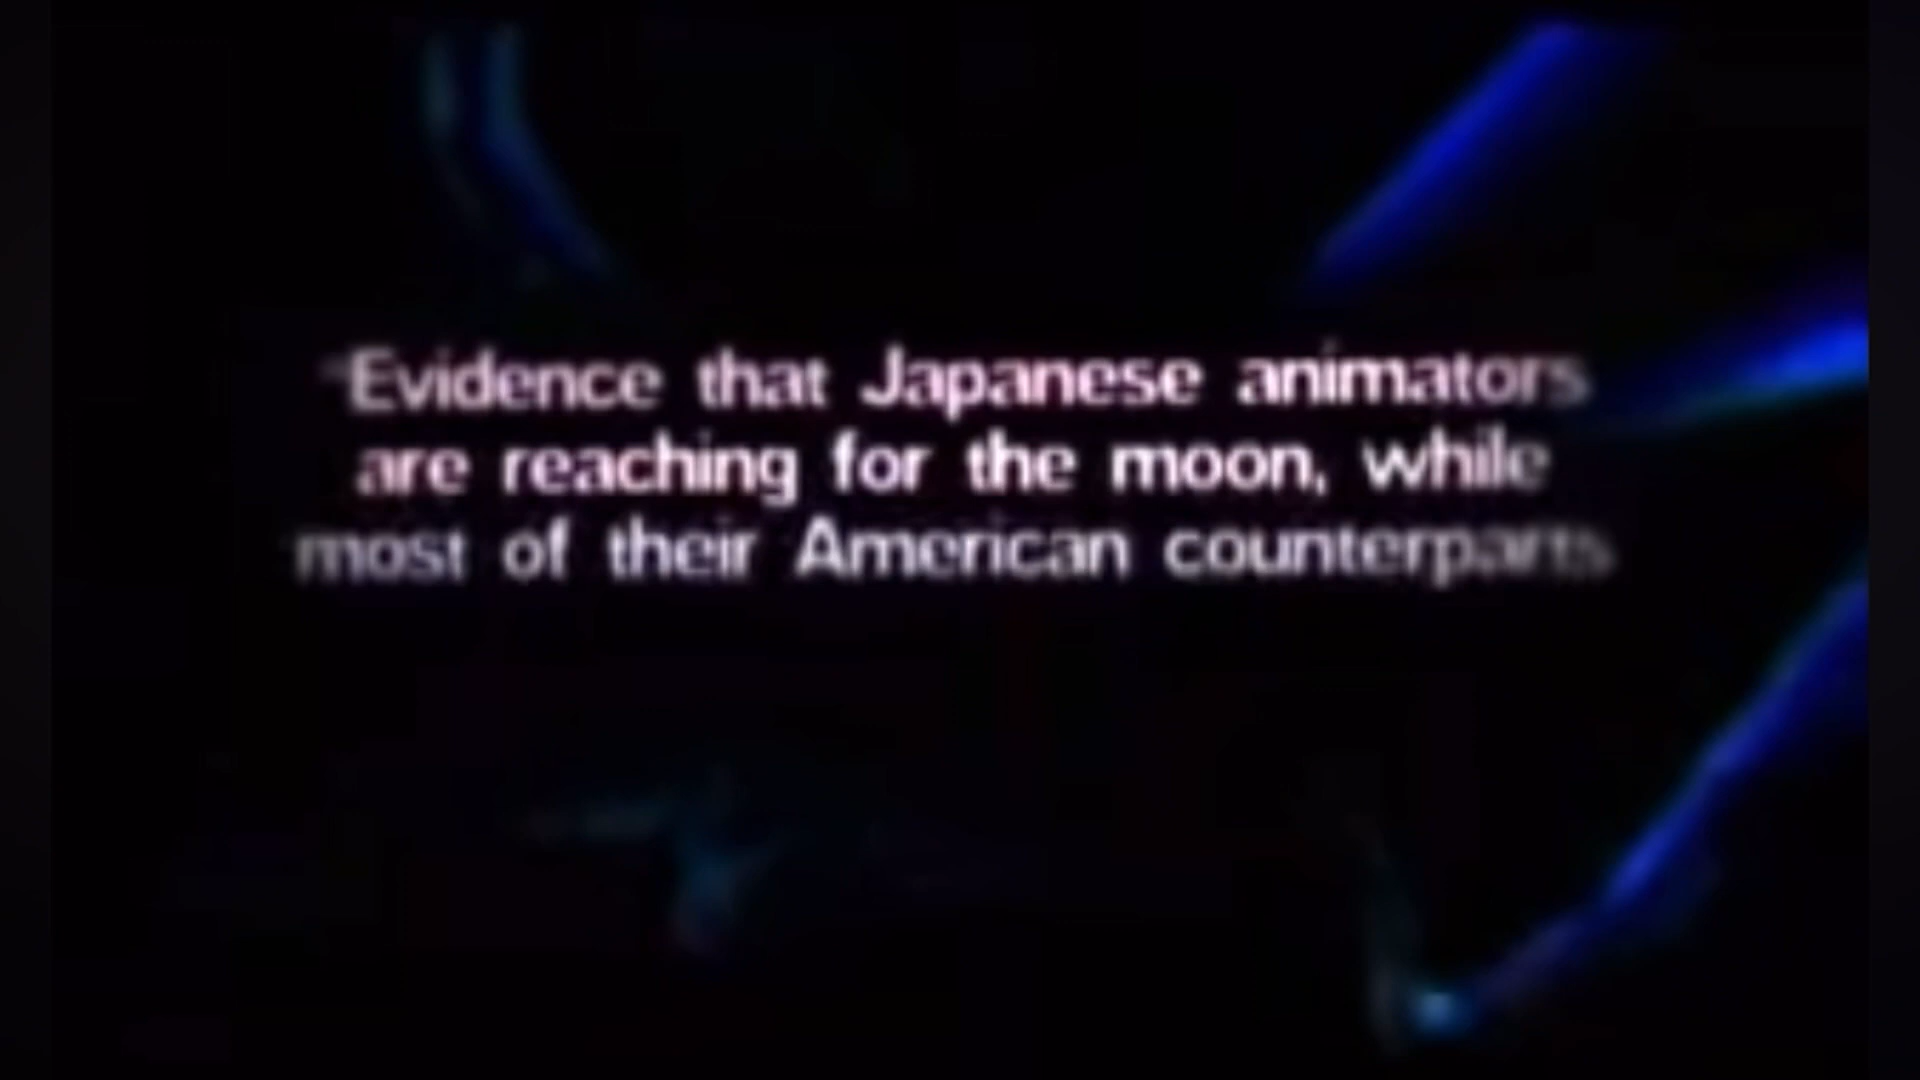 "Evidence that Japanese animators
are reaching for the moon, while
most of their American counterparts